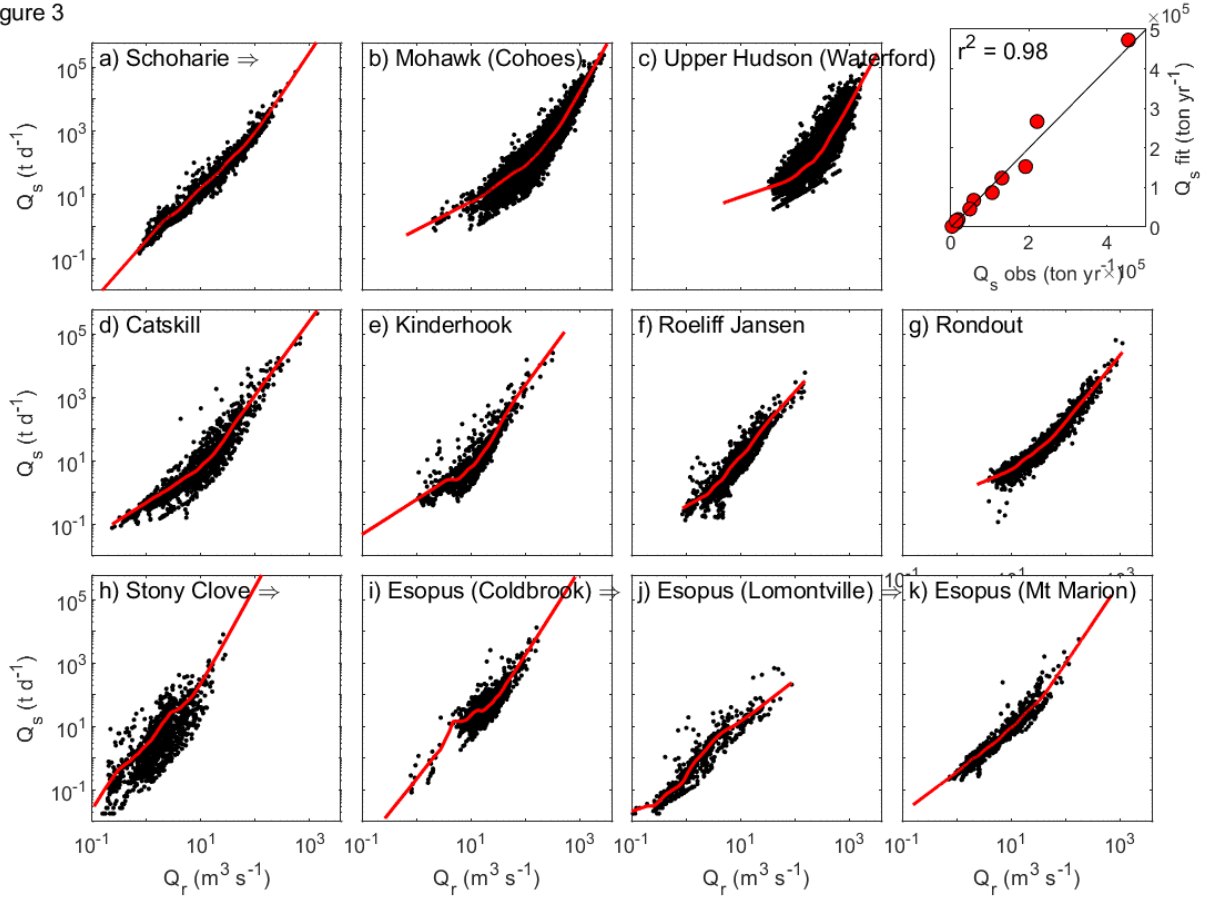 gure 3
a) Schoharie ⇒
b) Mohawk (Cohoes)
c) Upper Hudson (Waterford)
r² = 0.98
×10⁵
5
4
3
2
1
0
Q_s fit (ton yr⁻¹)
0 2 4
Q_s obs (ton yr⁻¹) ×10⁵
10⁵
10³
10¹
10⁻¹
Q_s (t d⁻¹)
d) Catskill
e) Kinderhook
f) Roeliff Jansen
g) Rondout
10⁵
10³
10¹
10⁻¹
Q_s (t d⁻¹)
10⁻¹ 10¹ 10³
h) Stony Clove ⇒
i) Esopus (Coldbrook) ⇒
j) Esopus (Lomontville) ⇒
k) Esopus (Mt Marion)
10⁵
10³
10¹
10⁻¹
Q_s (t d⁻¹)
10⁻¹ 10¹ 10³
10⁻¹ 10¹ 10³
10⁻¹ 10¹ 10³
10⁻¹ 10¹ 10³
Q_r (m³ s⁻¹)
Q_r (m³ s⁻¹)
Q_r (m³ s⁻¹)
Q_r (m³ s⁻¹)